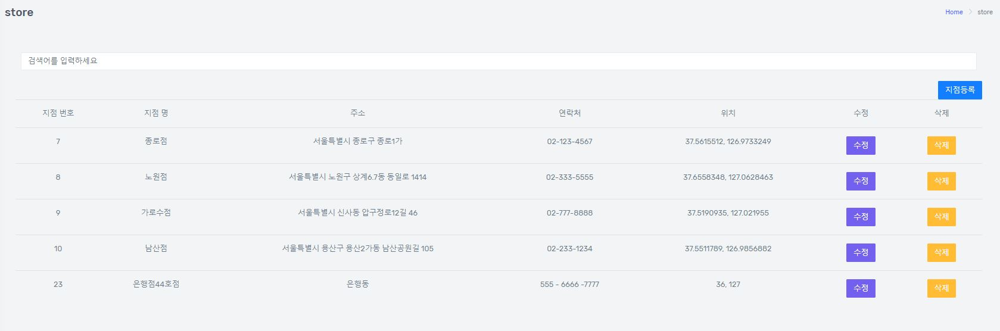 store
Home > store
검색어를 입력하세요
지점등록
지점 번호 지점 명 주소 연락처 위치 수정 삭제
7 종로점 서울특별시 종로구 종로1가 02-123-4567 37.5615512, 126.9733249 수정 삭제
8 노원점 서울특별시 노원구 상계6.7동 동일로 1414 02-333-5555 37.6558348, 127.0628463 수정 삭제
9 가로수점 서울특별시 신사동 압구정로12길 46 02-777-8888 37.5190935, 127.021955 수정 삭제
10 남산점 서울특별시 용산구 용산2가동 남산공원길 105 02-233-1234 37.5511789, 126.9856882 수정 삭제
23 은행점44호점 은행동 555 - 6666 -7777 36, 127 수정 삭제